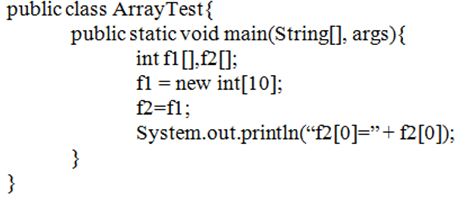 public class ArrayTest{
public static void main(String[], args){
int f1[],f2[];
f1 = new int[10];
f2=f1;
System.out.println(“f2[0]=”+ f2[0]);
}
}